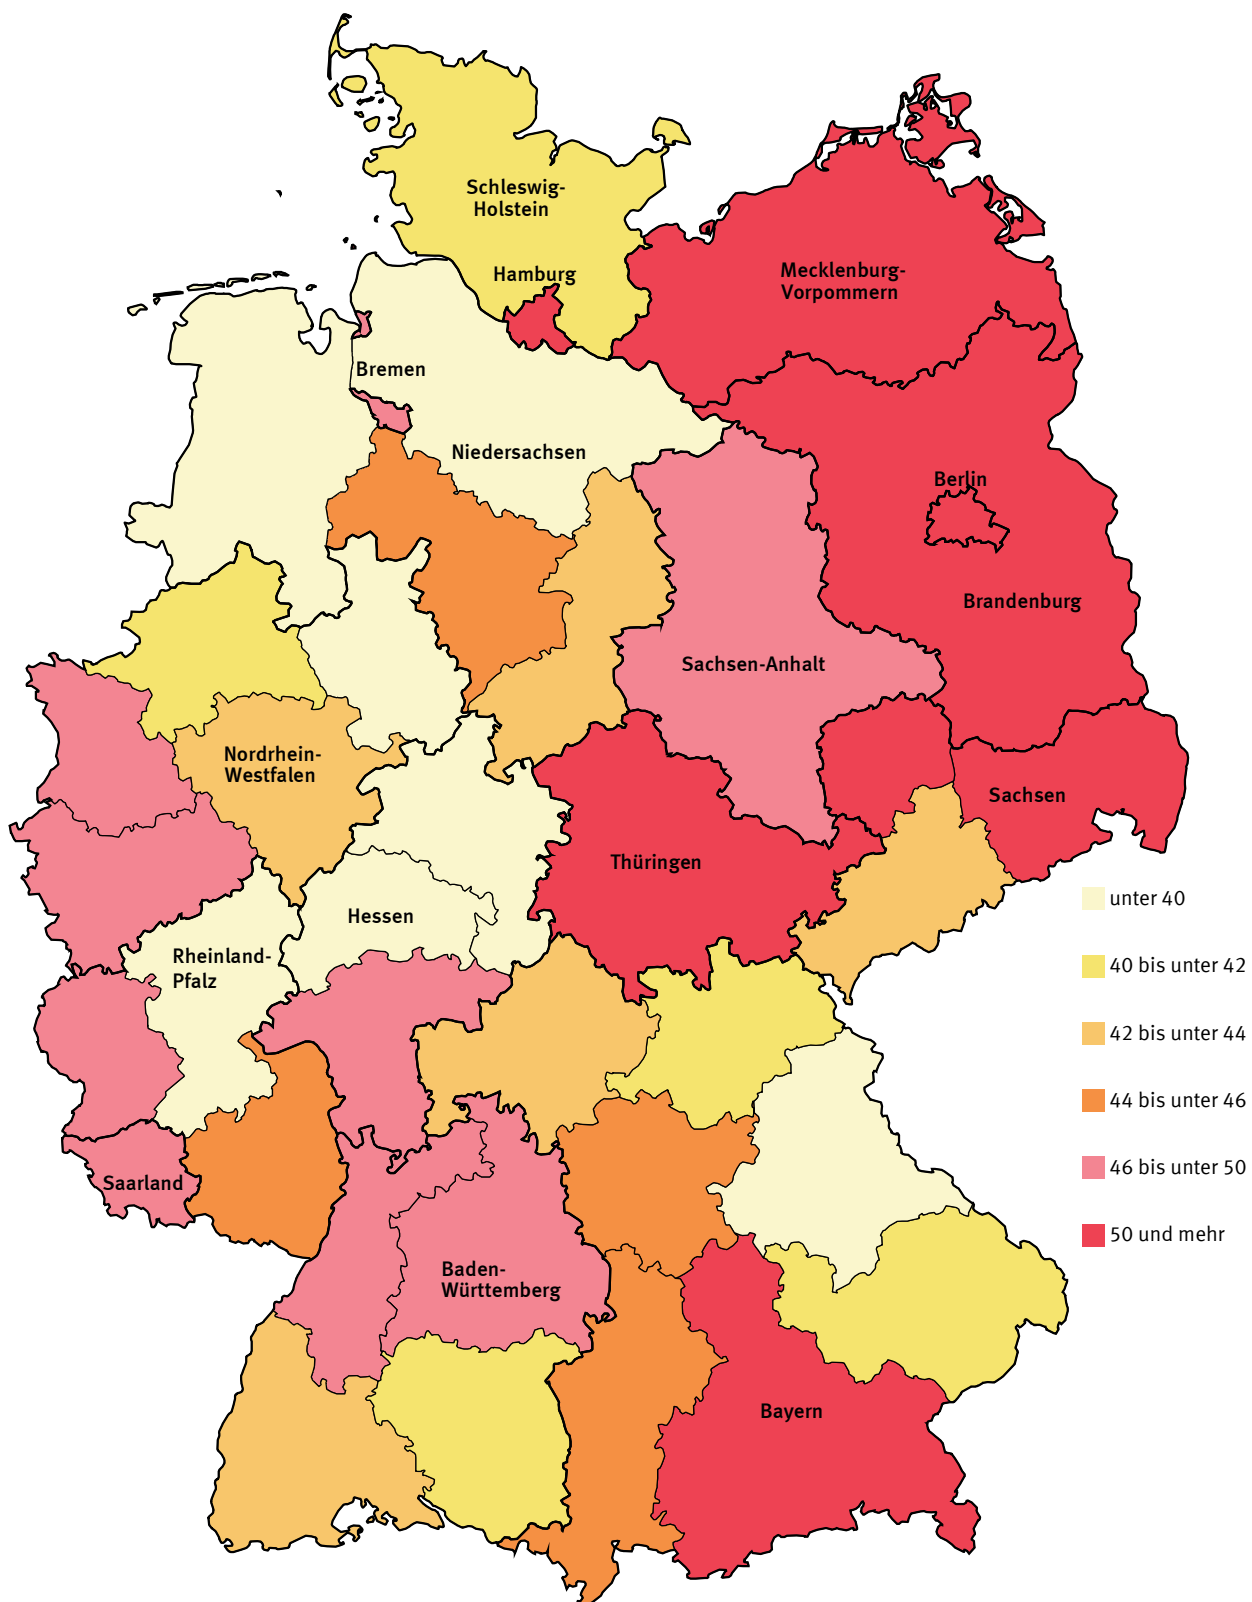 Schleswig-
Holstein
Hamburg
Mecklenburg-
Vorpommern
Bremen
Niedersachsen
Berlin
Brandenburg
Sachsen-Anhalt
Nordrhein-
Westfalen
Sachsen
Thüringen
Hessen
Rheinland-
Pfalz
Saarland
Baden-
Württemberg
Bayern
unter 40
40 bis unter 42
42 bis unter 44
44 bis unter 46
46 bis unter 50
50 und mehr